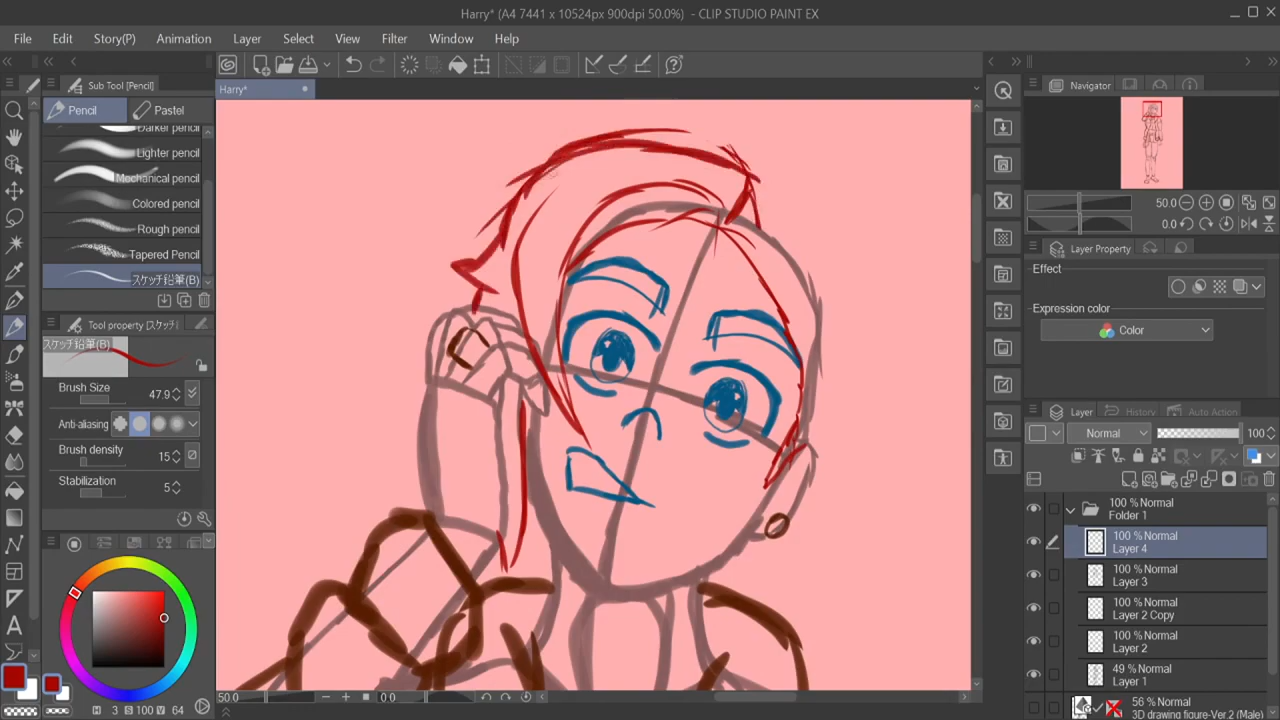 Harry* (A4 7441 x 10524px 900dpi 50.0%) - CLIP STUDIO PAINT EX
File Edit Story(P) Animation Layer Select View Filter Window Help
Sub Tool [Pencil]
Harry*
Navigator
Pencil Pastel
Darker pencil
Lighter pencil
Mechanical pencil
Colored pencil
Rough pencil
Tapered Pencil
スケッチ鉛筆(B)
Tool property [スケッチ
スケッチ鉛筆(B)
Brush Size 47.9
Anti-aliasing
Brush density 15
Stabilization 5
H 3 S 100 V 64
50.0 0.0
50.0
0.0
Layer Property
Effect
Expression color
Color
Layer History Auto Action
Normal 100
100 % Normal
Folder 1
100 % Normal
Layer 4
100 % Normal
Layer 3
100 % Normal
Layer 2 Copy
100 % Normal
Layer 2
49 % Normal
Layer 1
56 % Normal
3D drawing figure-Ver.2 (Male)